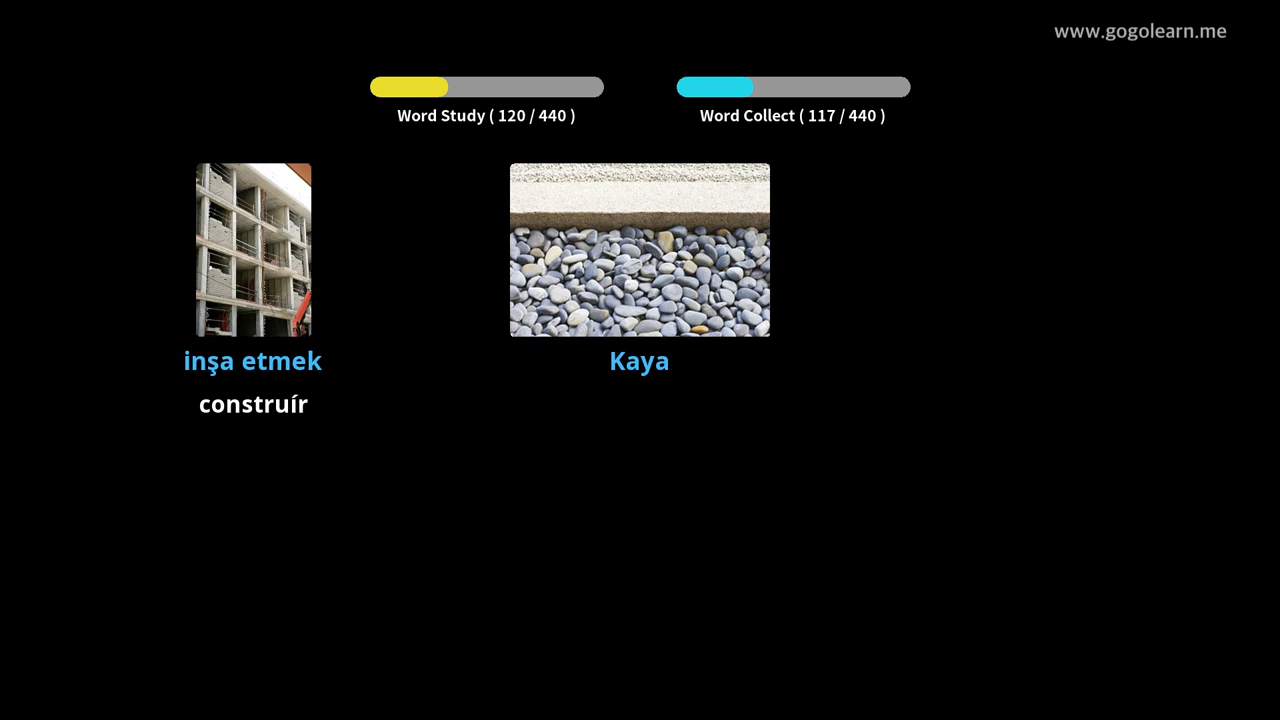 www.gogolearn.me
Word Study ( 120 / 440 )
Word Collect ( 117 / 440 )
inşa etmek
Kaya
construír